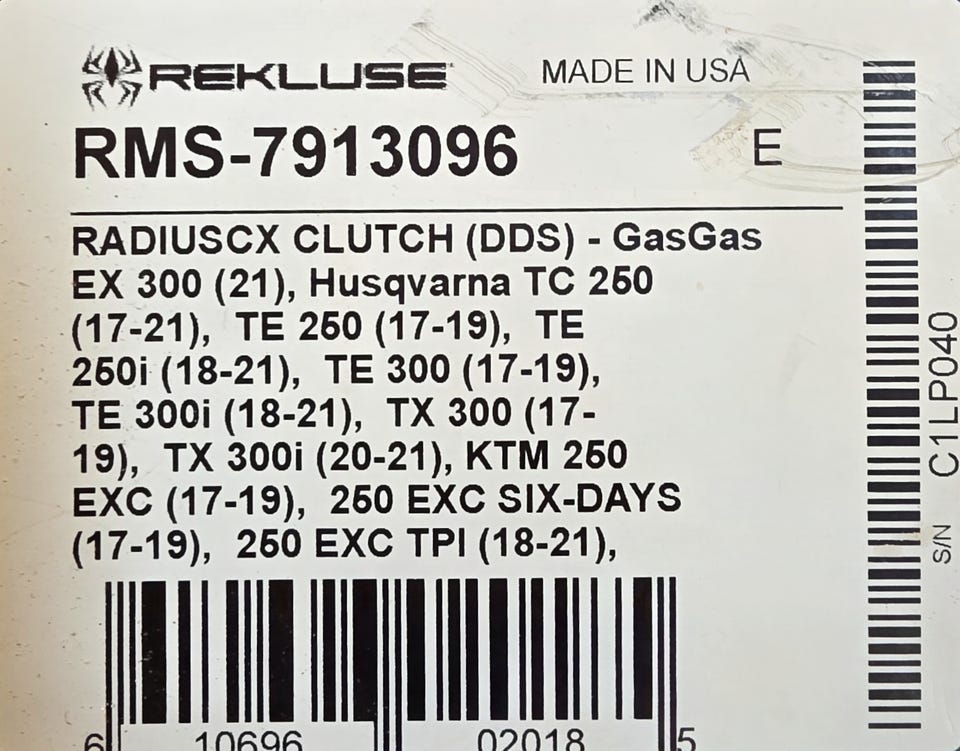 REKLUSE MADE IN USA
RMS-7913096 E
RADIUSCX CLUTCH (DDS) - GasGas
EX 300 (21), Husqvarna TC 250
(17-21), TE 250 (17-19), TE
250i (18-21), TE 300 (17-19),
TE 300i (18-21), TX 300 (17-
19), TX 300i (20-21), KTM 250
EXC (17-19), 250 EXC SIX-DAYS
(17-19), 250 EXC TPI (18-21),
6 10696 02018 5
S/N C1LP040